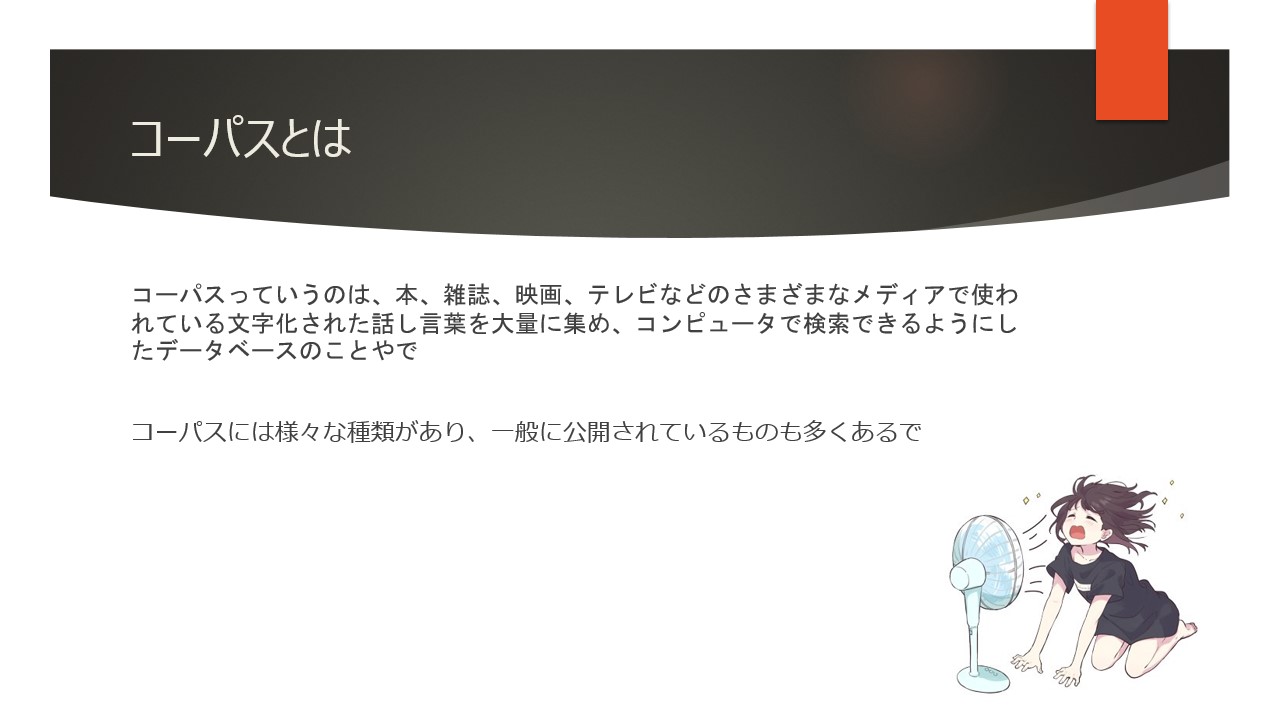 コーパスとは
コーパスっていうのは、本、雑誌、映画、テレビなどのさまざまなメディアで使わ
れている文字化された話し言葉を大量に集め、コンピュータで検索できるようにし
たデータベースのことやで
コーパスには様々な種類があり、一般に公開されているものも多くあるで